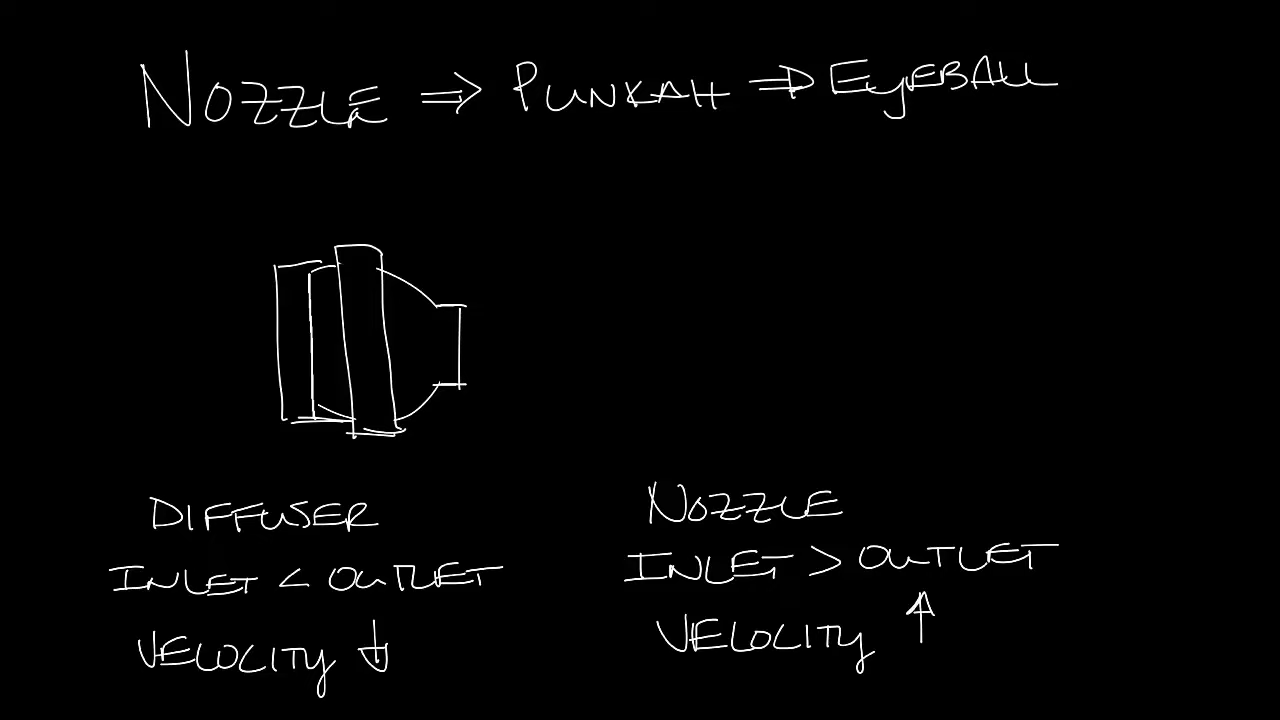 NOZZLE ⇒ PUNKAH ⇒ EYEBALL
DIFFUSER
INLET < OUTLET
VELOCITY ↓
NOZZLE
INLET > OUTLET
VELOCITY ↑